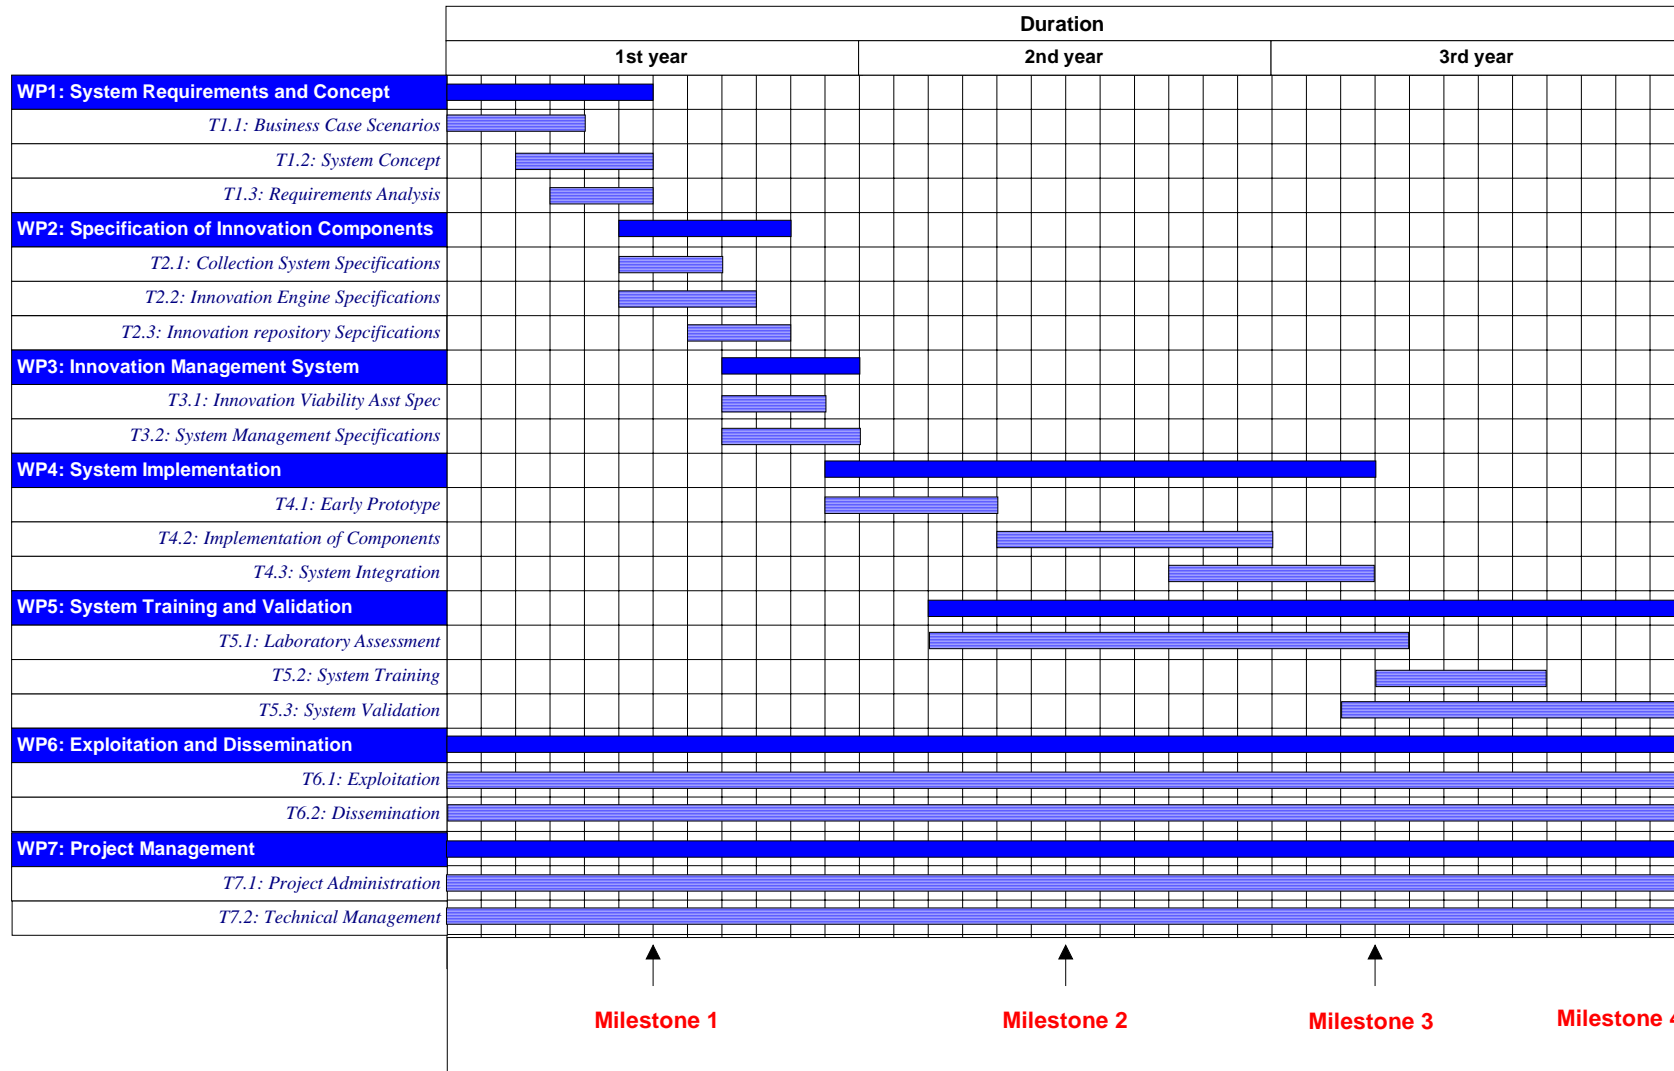 Duration
1st year 2nd year 3rd year
WP1: System Requirements and Concept
T1.1: Business Case Scenarios
T1.2: System Concept
T1.3: Requirements Analysis
WP2: Specification of Innovation Components
T2.1: Collection System Specifications
T2.2: Innovation Engine Specifications
T2.3: Innovation repository Sepcifications
WP3: Innovation Management System
T3.1: Innovation Viability Asst Spec
T3.2: System Management Specifications
WP4: System Implementation
T4.1: Early Prototype
T4.2: Implementation of Components
T4.3: System Integration
WP5: System Training and Validation
T5.1: Laboratory Assessment
T5.2: System Training
T5.3: System Validation
WP6: Exploitation and Dissemination
T6.1: Exploitation
T6.2: Dissemination
WP7: Project Management
T7.1: Project Administration
T7.2: Technical Management
Milestone 1 Milestone 2 Milestone 3 Milestone 4